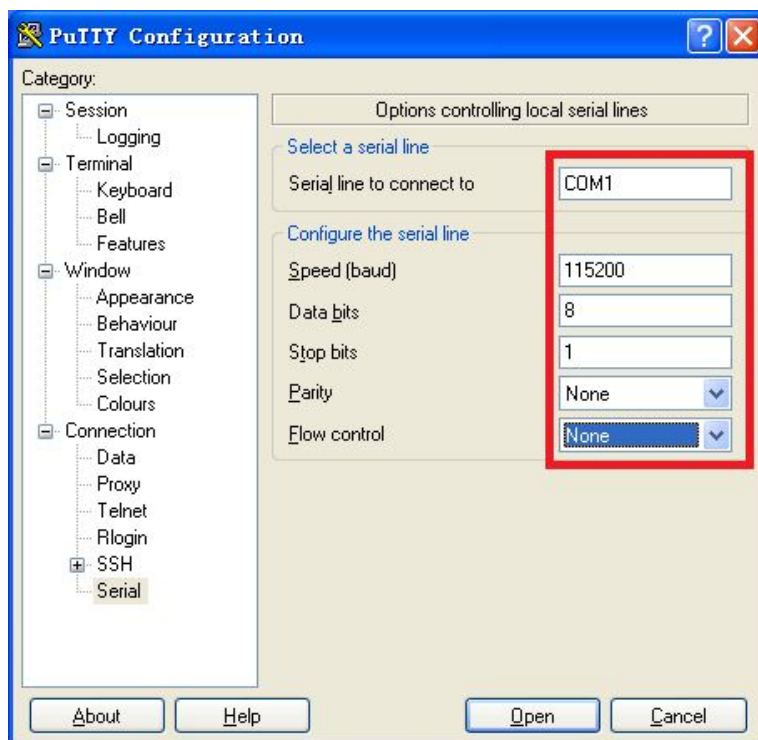 PuTTY Configuration
Category:
Session
Logging
Terminal
Keyboard
Bell
Features
Window
Appearance
Behaviour
Translation
Selection
Colours
Connection
Data
Proxy
Telnet
Rlogin
SSH
Serial
Options controlling local serial lines
Select a serial line
Serial line to connect to COM1
Configure the serial line
Speed (baud) 115200
Data bits 8
Stop bits 1
Parity None
Flow control None
About Help Open Cancel